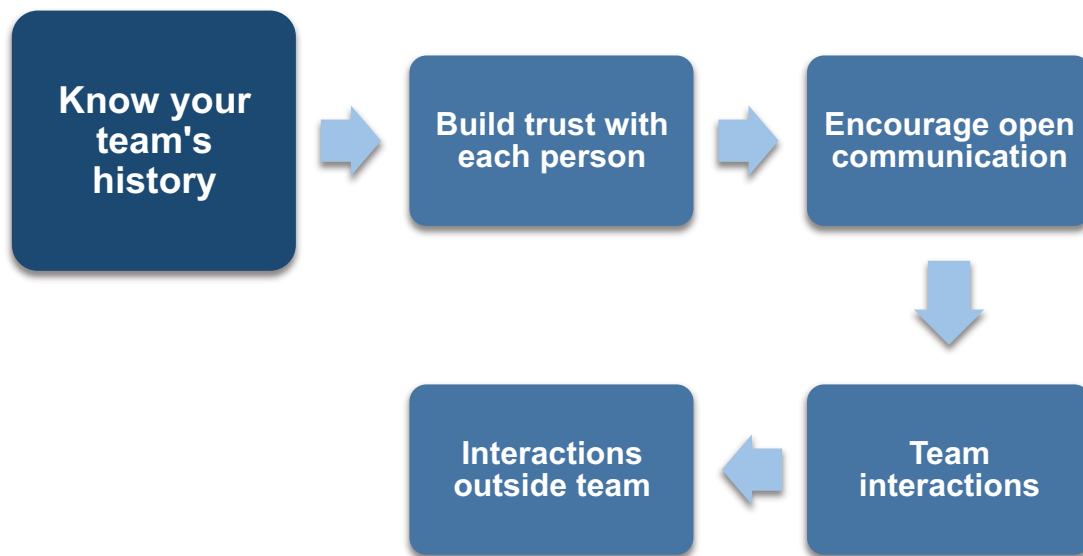 Know your
team's
history
Build trust with
each person
Encourage open
communication
Team
interactions
Interactions
outside team